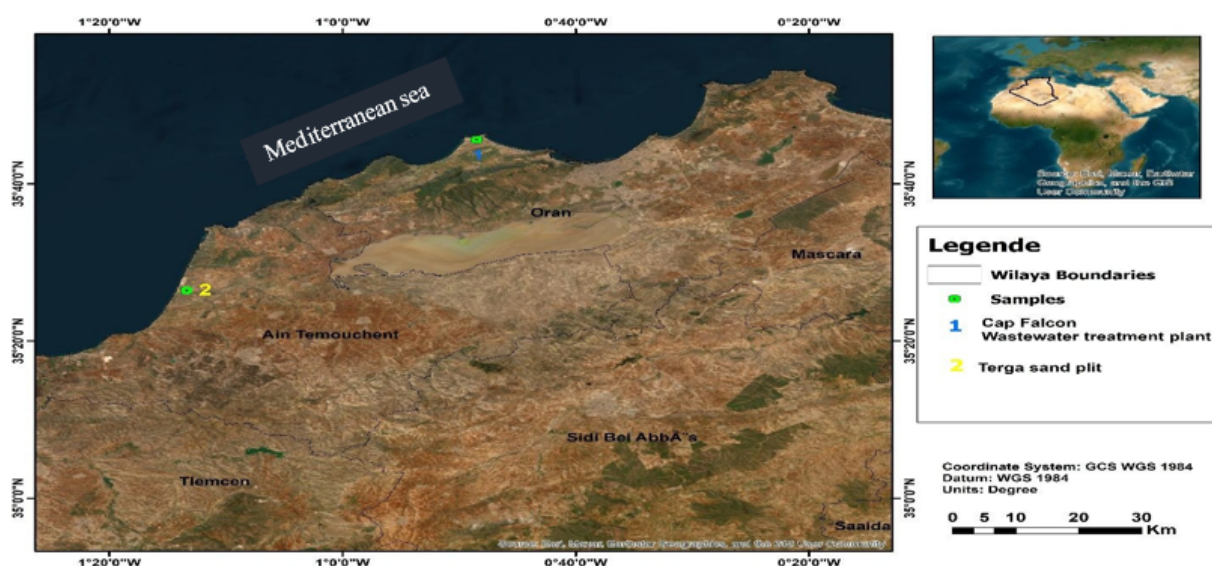 1°20'0"W 1°0'0"W 0°40'0"W 0°20'0"W
Mediterranean sea
35°40'0"N 35°40'0"N
Oran
Mascara
2
Ain Temouchent
35°20'0"N 35°20'0"N
Sidi Bel AbbÃ¨s
Tlemcen
35°0'0"N 35°0'0"N
Saaida
1°20'0"W 1°0'0"W 0°40'0"W 0°20'0"W
User Community
Legende
Wilaya Boundaries
Samples
1 Cap Falcon
Wastewater treatment plant
2 Terga sand plit
Coordinate System: GCS WGS 1984
Datum: WGS 1984
Units: Degree
0 5 10 20 30
Km